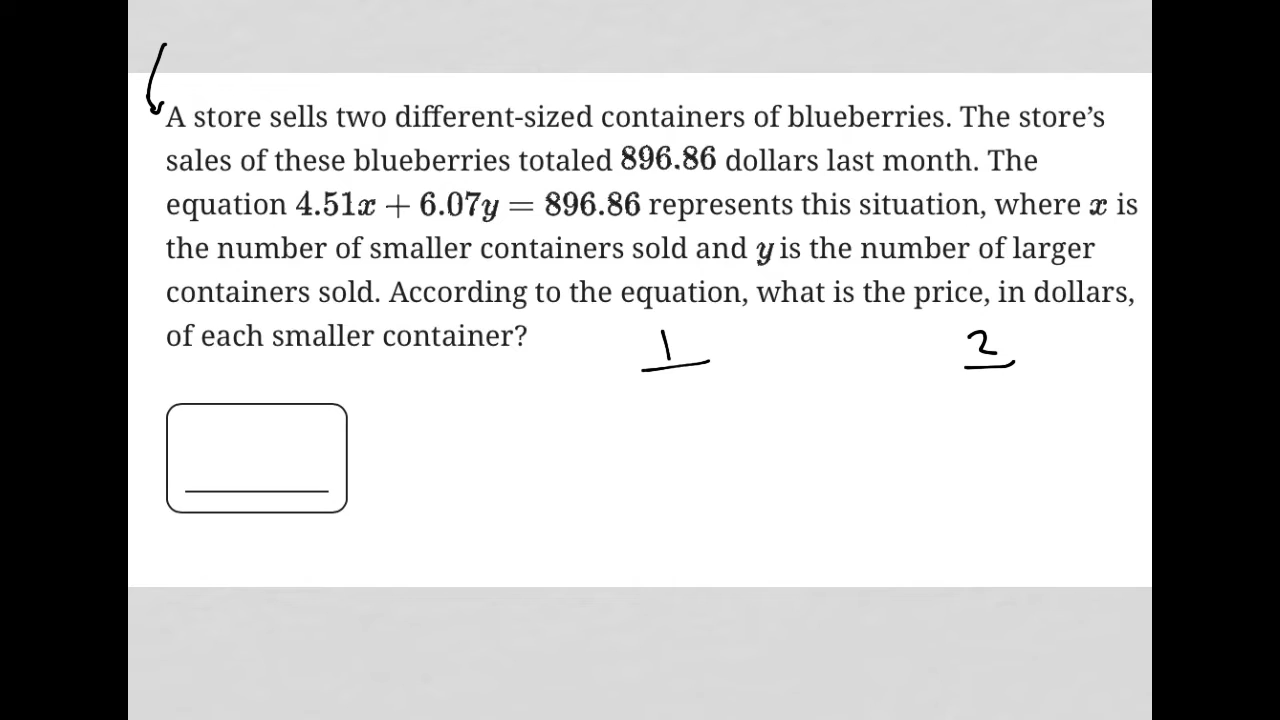 A store sells two different-sized containers of blueberries. The store’s
sales of these blueberries totaled 896.86 dollars last month. The
equation 4.51x + 6.07y = 896.86 represents this situation, where x is
the number of smaller containers sold and y is the number of larger
containers sold. According to the equation, what is the price, in dollars,
of each smaller container?
1 2